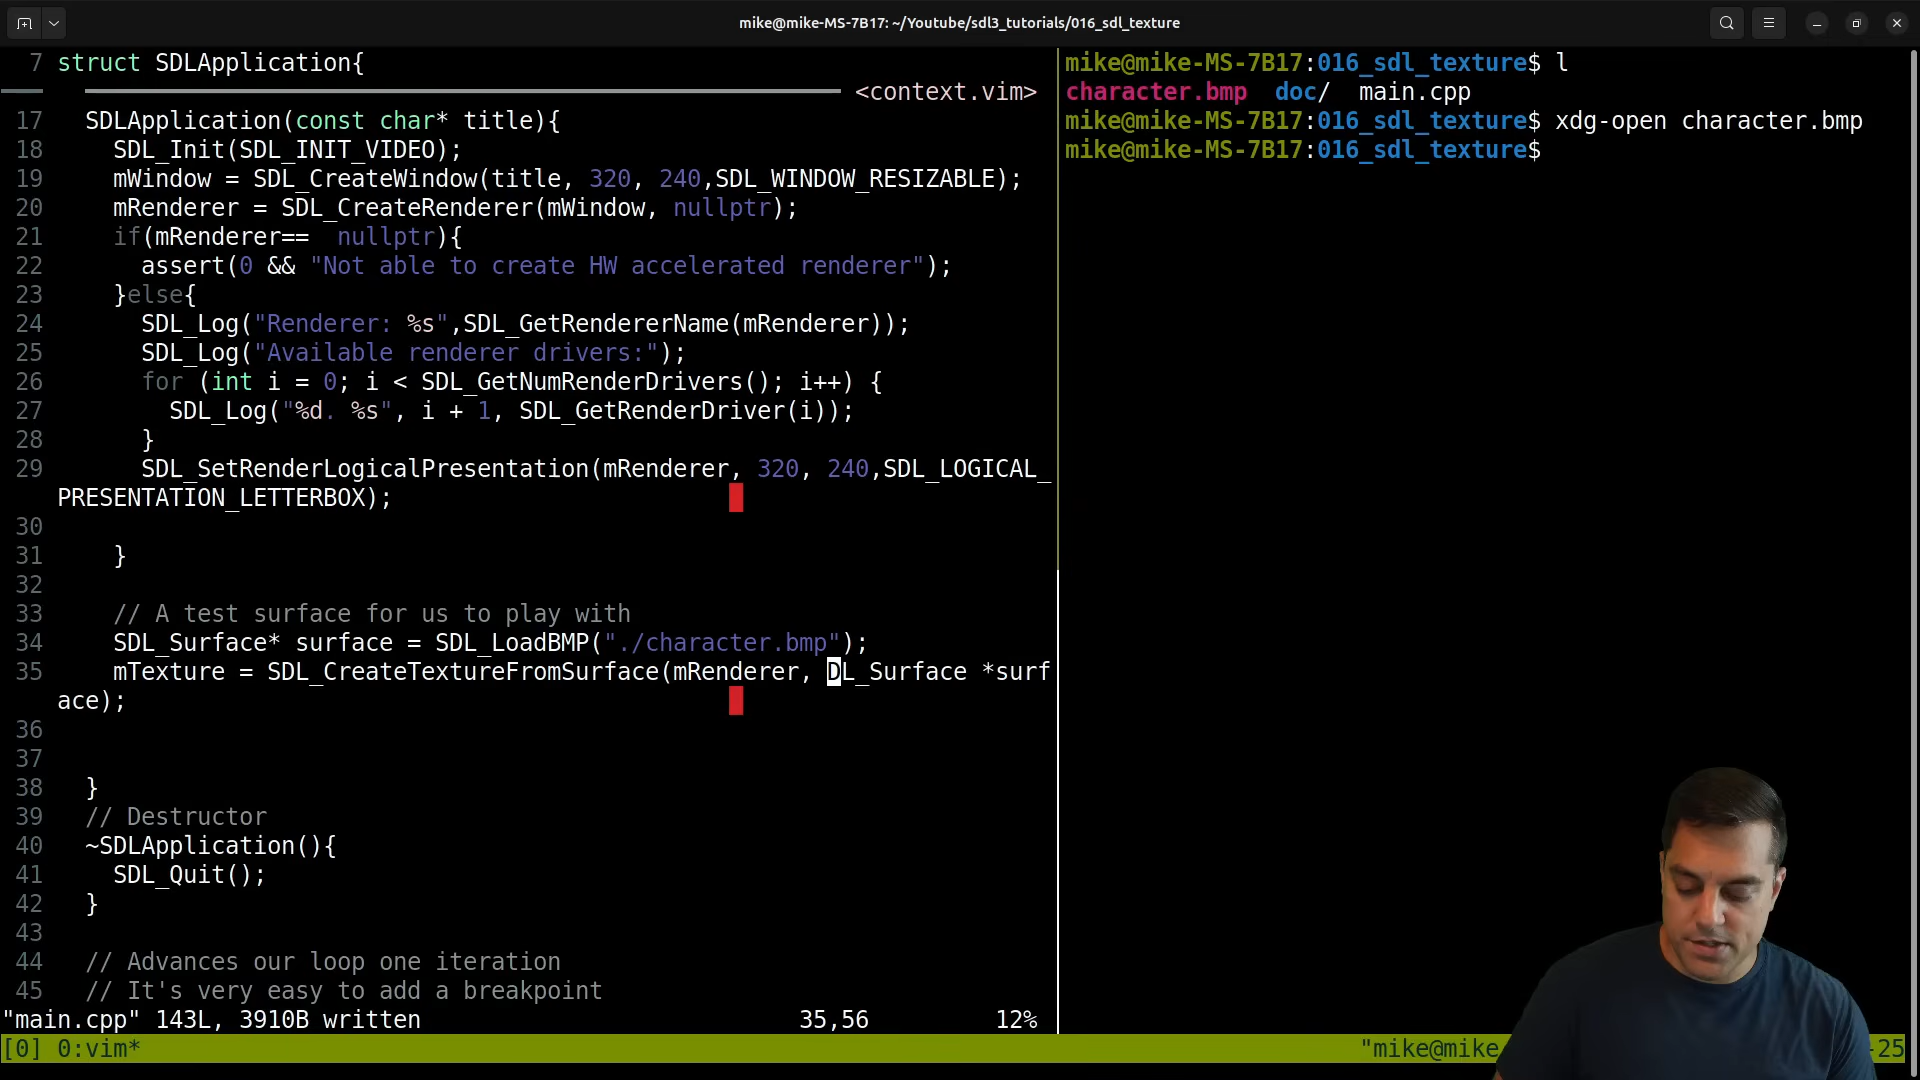 mike@mike-MS-7B17: ~/Youtube/sdl3_tutorials/016_sdl_texture
7 struct SDLApplication{
<context.vim>
17   SDLApplication(const char* title){
18     SDL_Init(SDL_INIT_VIDEO);
19     mWindow = SDL_CreateWindow(title, 320, 240,SDL_WINDOW_RESIZABLE);
20     mRenderer = SDL_CreateRenderer(mWindow, nullptr);
21     if(mRenderer==  nullptr){
22       assert(0 && "Not able to create HW accelerated renderer");
23     }else{
24       SDL_Log("Renderer: %s",SDL_GetRendererName(mRenderer));
25       SDL_Log("Available renderer drivers:");
26       for (int i = 0; i < SDL_GetNumRenderDrivers(); i++) {
27         SDL_Log("%d. %s", i + 1, SDL_GetRenderDriver(i));
28       }
29       SDL_SetRenderLogicalPresentation(mRenderer, 320, 240,SDL_LOGICAL_
PRESENTATION_LETTERBOX);
30
31     }
32
33     // A test surface for us to play with
34     SDL_Surface* surface = SDL_LoadBMP("./character.bmp");
35     mTexture = SDL_CreateTextureFromSurface(mRenderer, DL_Surface *surf
ace);
36
37
38   }
39   // Destructor
40   ~SDLApplication(){
41     SDL_Quit();
42   }
43
44   // Advances our loop one iteration
45   // It's very easy to add a breakpoint
"main.cpp" 143L, 3910B written 35,56 12%
mike@mike-MS-7B17:016_sdl_texture$ l
character.bmp  doc/  main.cpp
mike@mike-MS-7B17:016_sdl_texture$ xdg-open character.bmp
mike@mike-MS-7B17:016_sdl_texture$
[0] 0:vim* "mike@mike -25